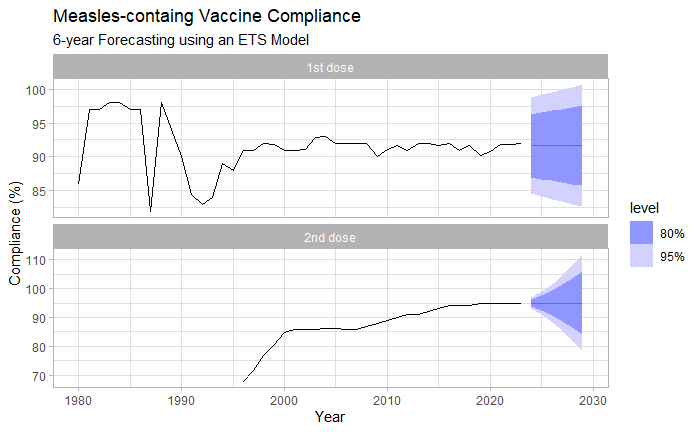 Measles-containg Vaccine Compliance
6-year Forecasting using an ETS Model
1st dose
100
95
90
85
2nd dose
110
100
90
80
70
Compliance (%)
1980 1990 2000 2010 2020 2030
Year
level
80%
95%